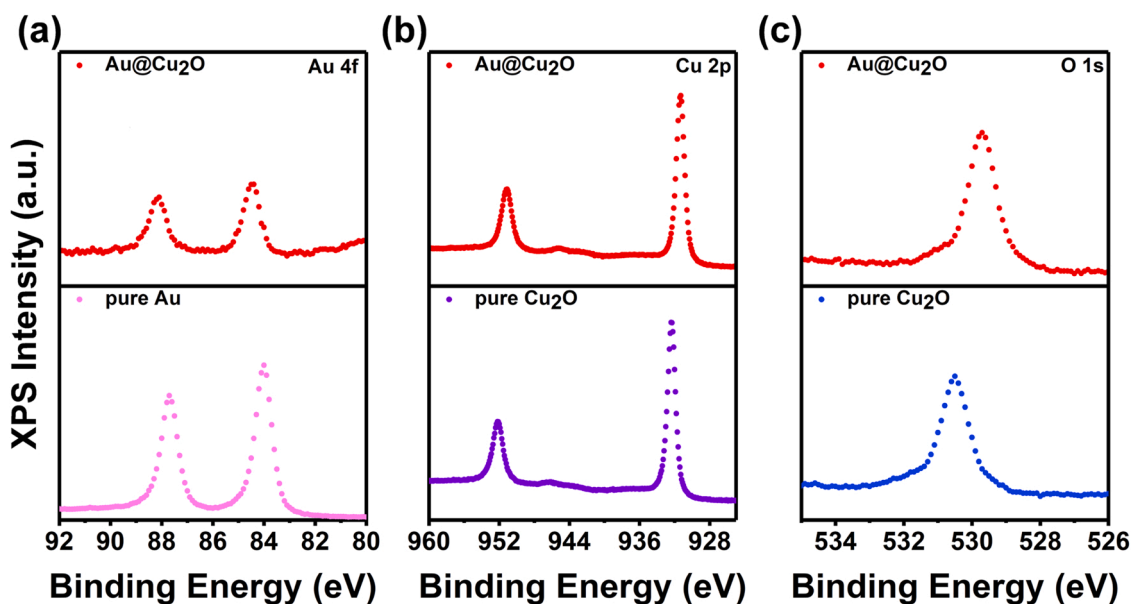 (a)
(b)
(c)
XPS Intensity (a.u.)
Au@Cu₂O
Au 4f
pure Au
92 88 86 84 82 80
Binding Energy (eV)
Au@Cu₂O
Cu 2p
pure Cu₂O
960 952 944 936 928
Binding Energy (eV)
Au@Cu₂O
O 1s
pure Cu₂O
534 532 530 528 526
Binding Energy (eV)